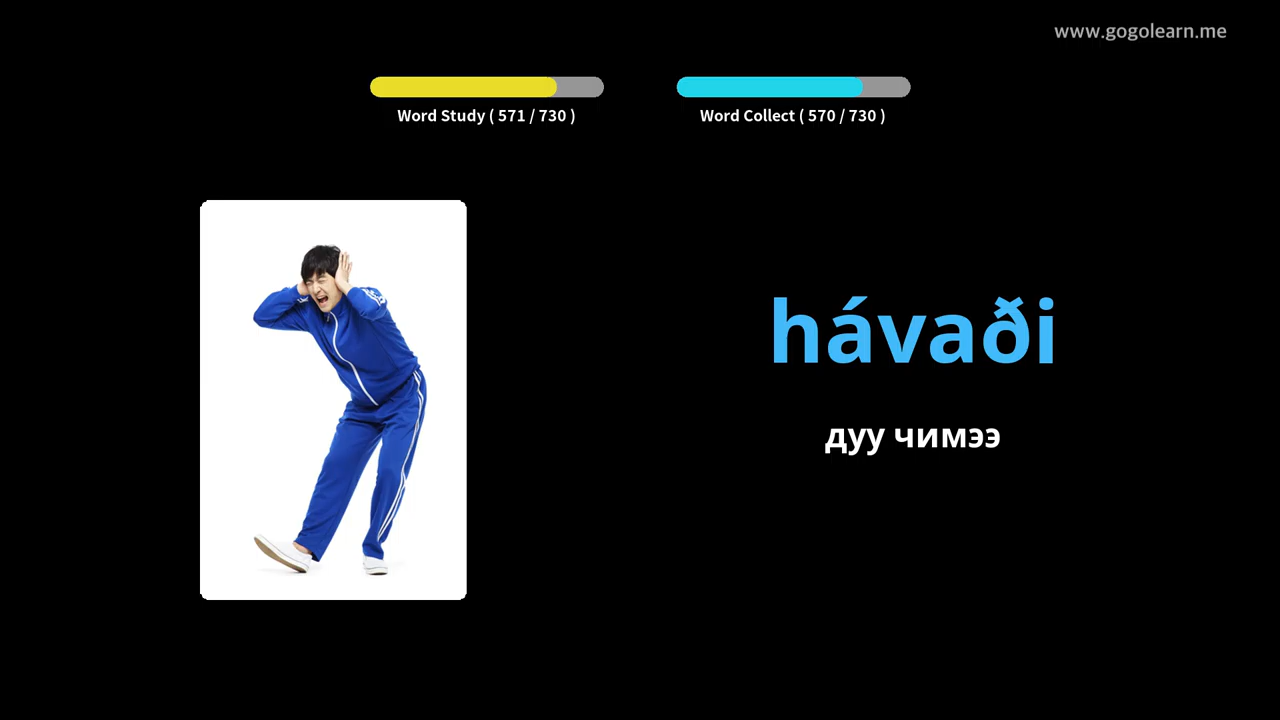 www.gogolearn.me
Word Study ( 571 / 730 )
Word Collect ( 570 / 730 )
hávaði
дуу чимээ